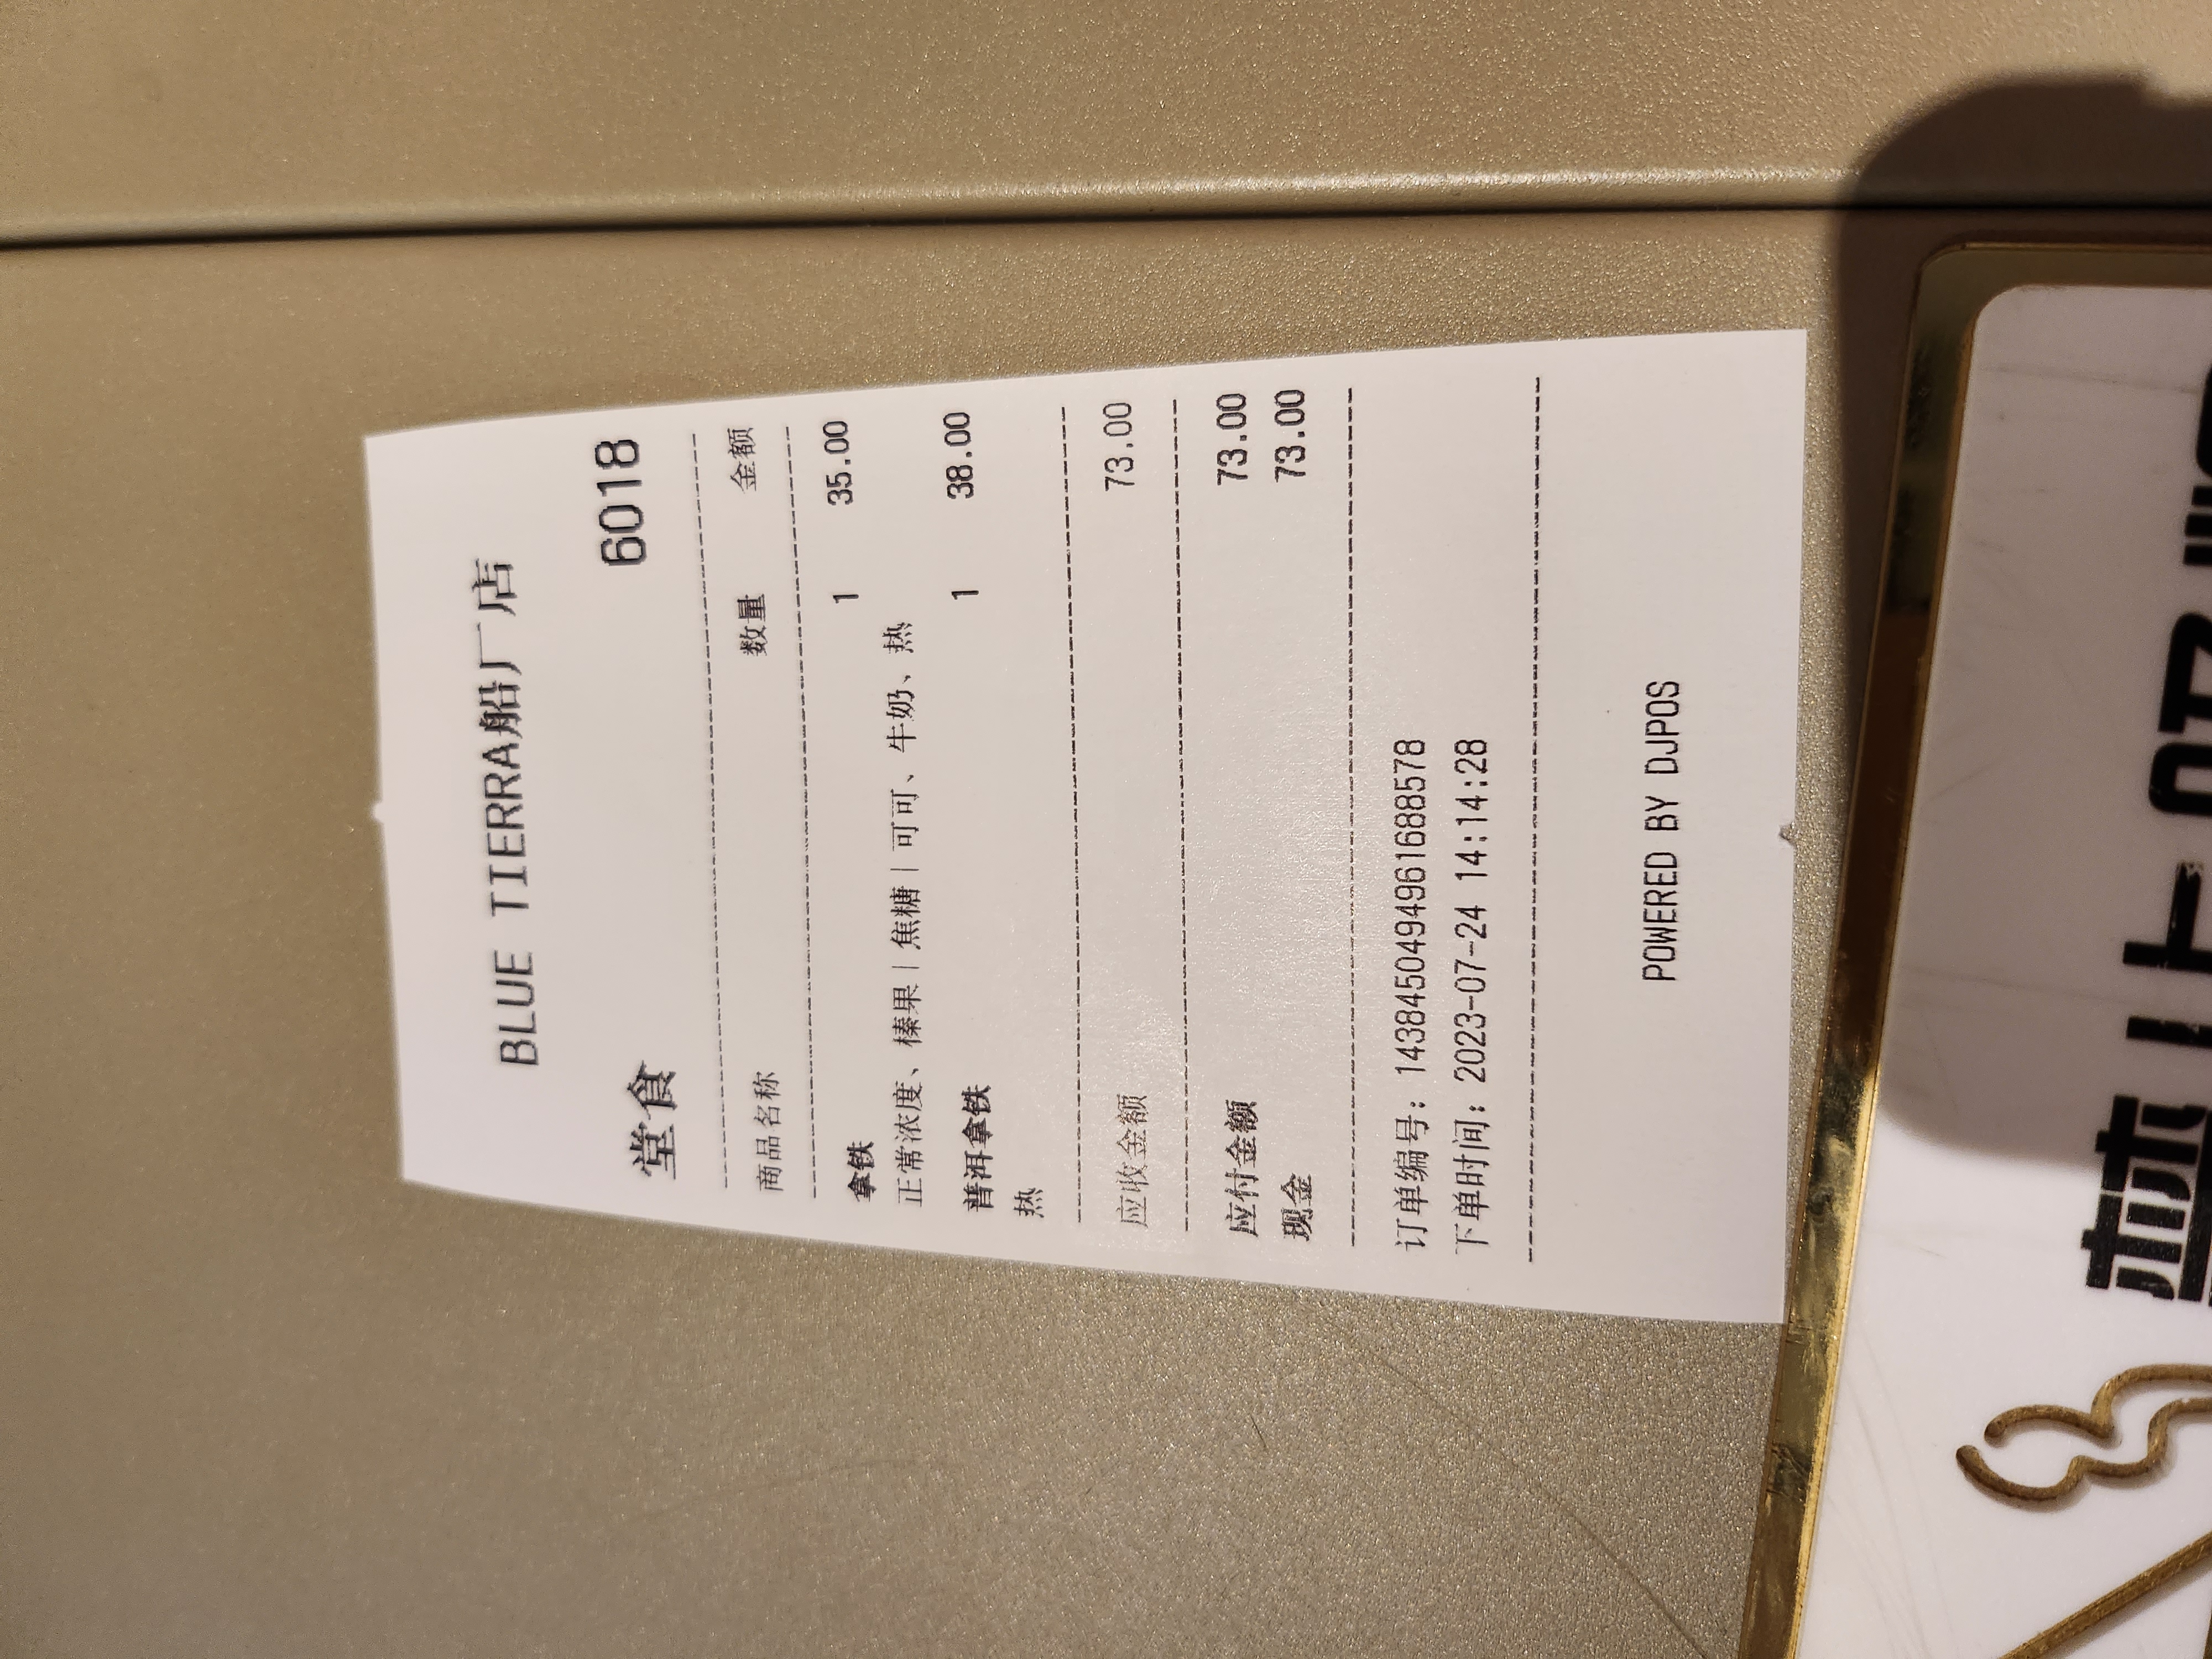 BLUE TIERRA船厂店
堂食 6018
商品名称 数量 金额
拿铁 1 35.00
正常浓度、榛果|焦糖|可可、牛奶、热
普洱拿铁 1 38.00
热
应收金额 73.00
应付金额 73.00
现金 73.00
订单编号: 1438450494961688578
下单时间: 2023-07-24 14:14:28
POWERED BY DJPOS